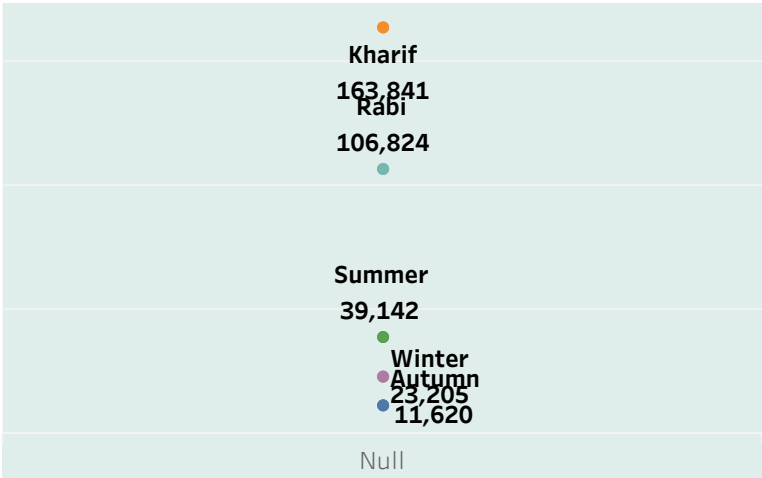 Kharif
163,841
Rabi
106,824
Summer
39,142
Winter
Autumn
23,205
11,620
Null